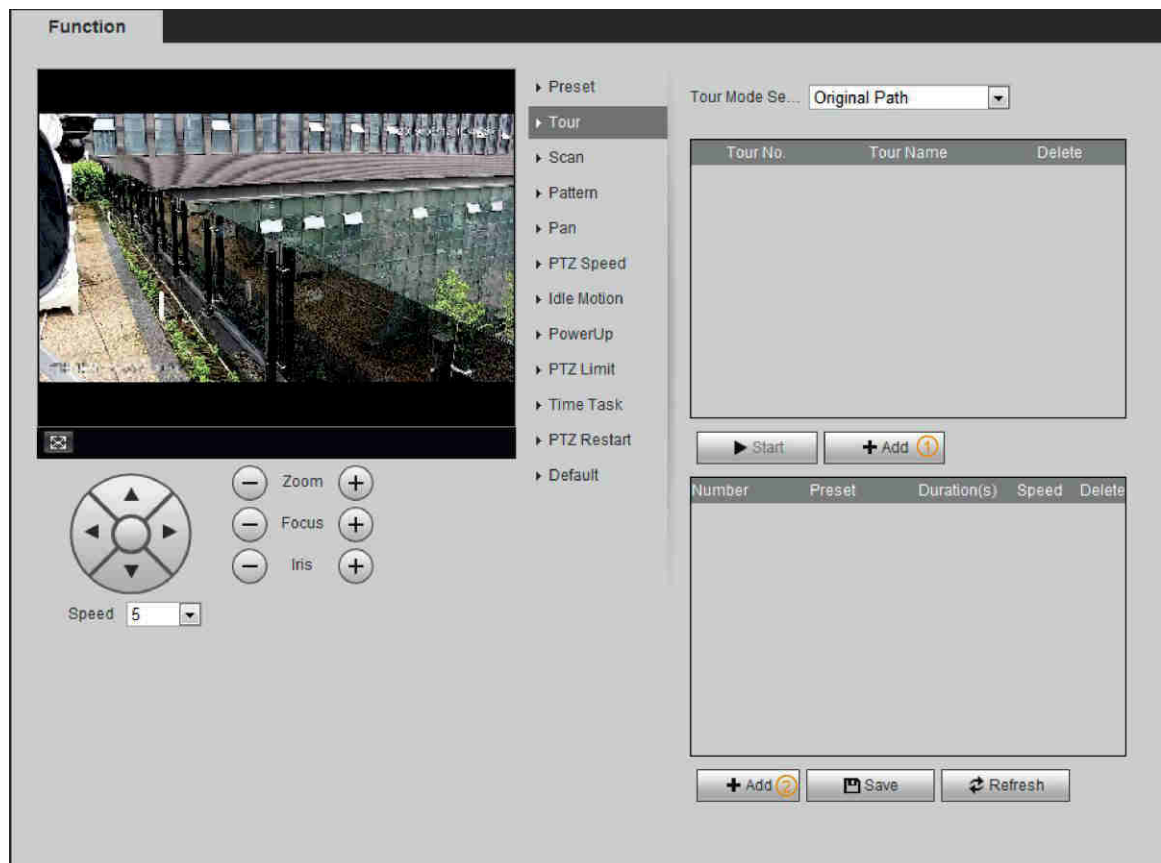 Function
Preset
Tour
Scan
Pattern
Pan
PTZ Speed
Idle Motion
PowerUp
PTZ Limit
Time Task
PTZ Restart
Default
Zoom
Focus
Iris
Speed 5
Tour Mode Se... Original Path
Tour No. Tour Name Delete
Start Add 1
Number Preset Duration(s) Speed Delete
Add 2 Save Refresh